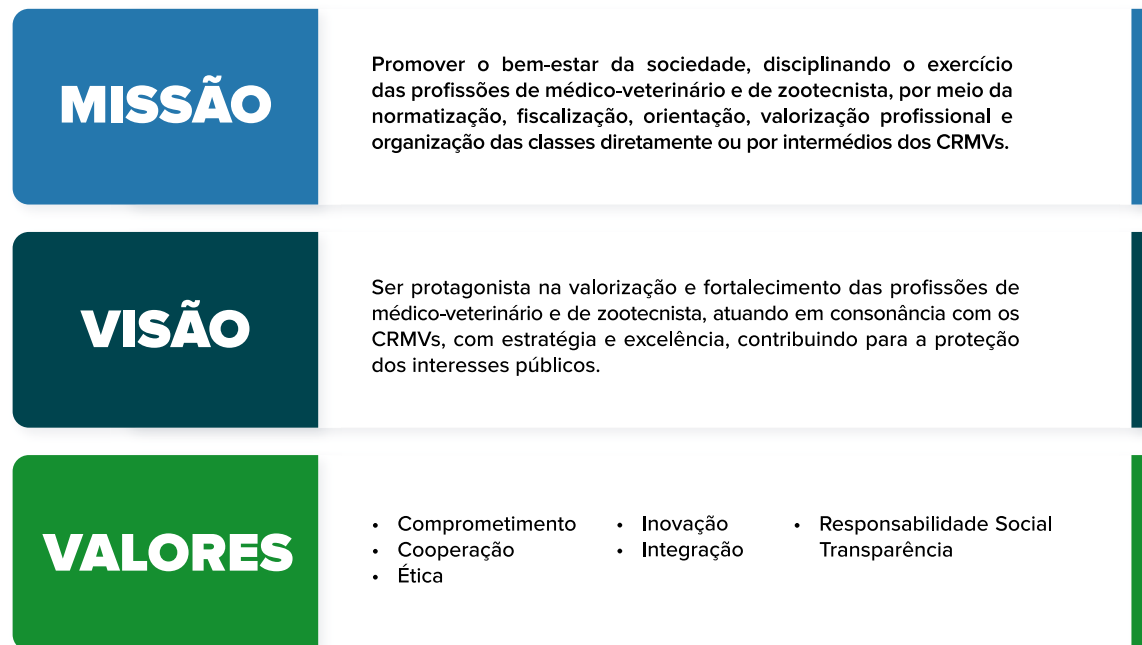 MISSÃO
Promover o bem-estar da sociedade, disciplinando o exercício
das profissões de médico-veterinário e de zootecnista, por meio da
normatização, fiscalização, orientação, valorização profissional e
organização das classes diretamente ou por intermédios dos CRMVs.
VISÃO
Ser protagonista na valorização e fortalecimento das profissões de
médico-veterinário e de zootecnista, atuando em consonância com os
CRMVs, com estratégia e excelência, contribuindo para a proteção
dos interesses públicos.
VALORES
• Comprometimento
• Cooperação
• Ética
• Inovação
• Integração
• Responsabilidade Social
Transparência